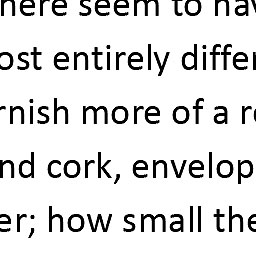 here seem to hav
ost entirely differ
rnish more of a r
nd cork, envelop
er; how small the